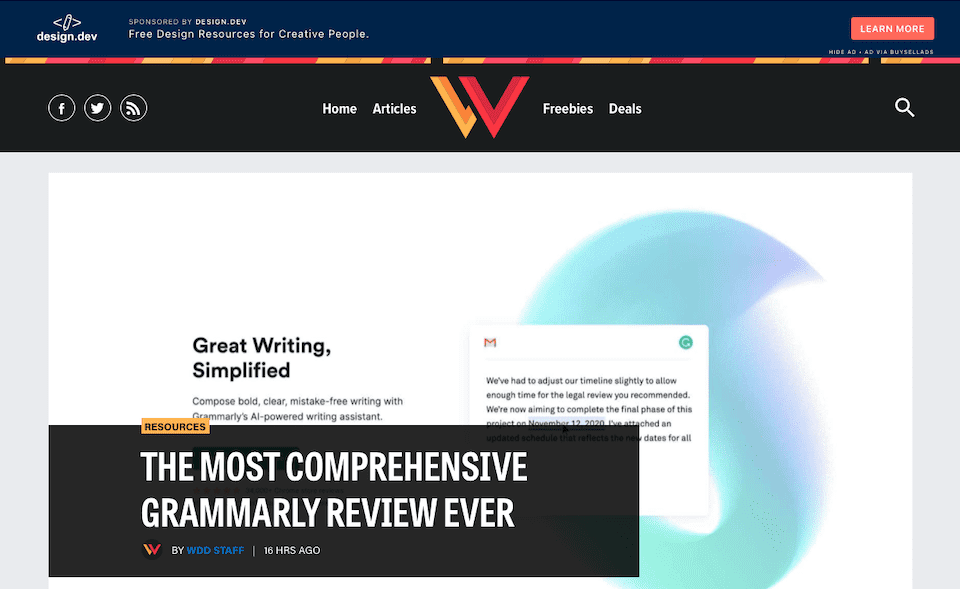 design.dev
SPONSORED BY DESIGN.DEV
Free Design Resources for Creative People.
LEARN MORE
HIDE AD • AD VIA BUYSELLADS
Home Articles Freebies Deals
Great Writing,
Simplified
Compose bold, clear, mistake-free writing with
Grammarly's AI-powered writing assistant.
We've had to adjust our timeline slightly to allow
enough time for the legal review you recommended.
We're now aiming to complete the final phase of this
project on November 12, 2020. I've attached an
updated schedule that reflects the new dates for all
RESOURCES
THE MOST COMPREHENSIVE
GRAMMARLY REVIEW EVER
BY WDD STAFF | 16 HRS AGO